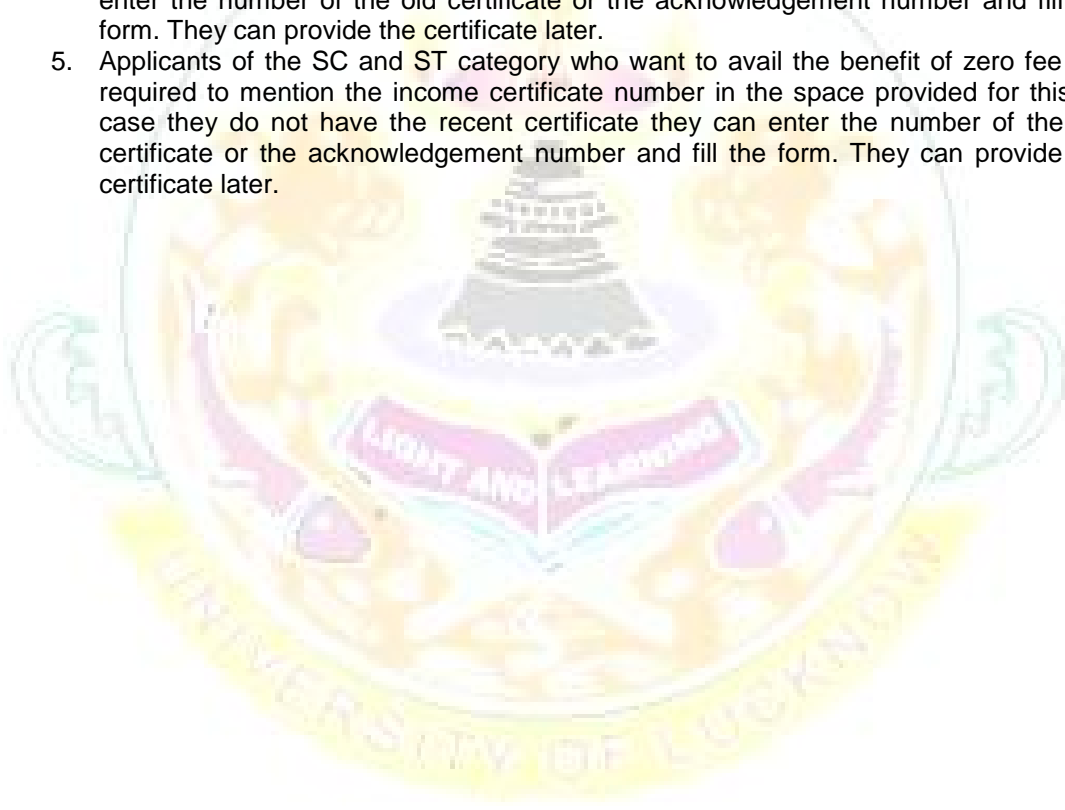 enter the number of the old certificate or the acknowledgement number and fill
form. They can provide the certificate later.
5. Applicants of the SC and ST category who want to avail the benefit of zero fee
required to mention the income certificate number in the space provided for this
case they do not have the recent certificate they can enter the number of the
certificate or the acknowledgement number and fill the form. They can provide
certificate later.
LIGHT AND LEARNING
UNIVERSITY OF LUCKNOW